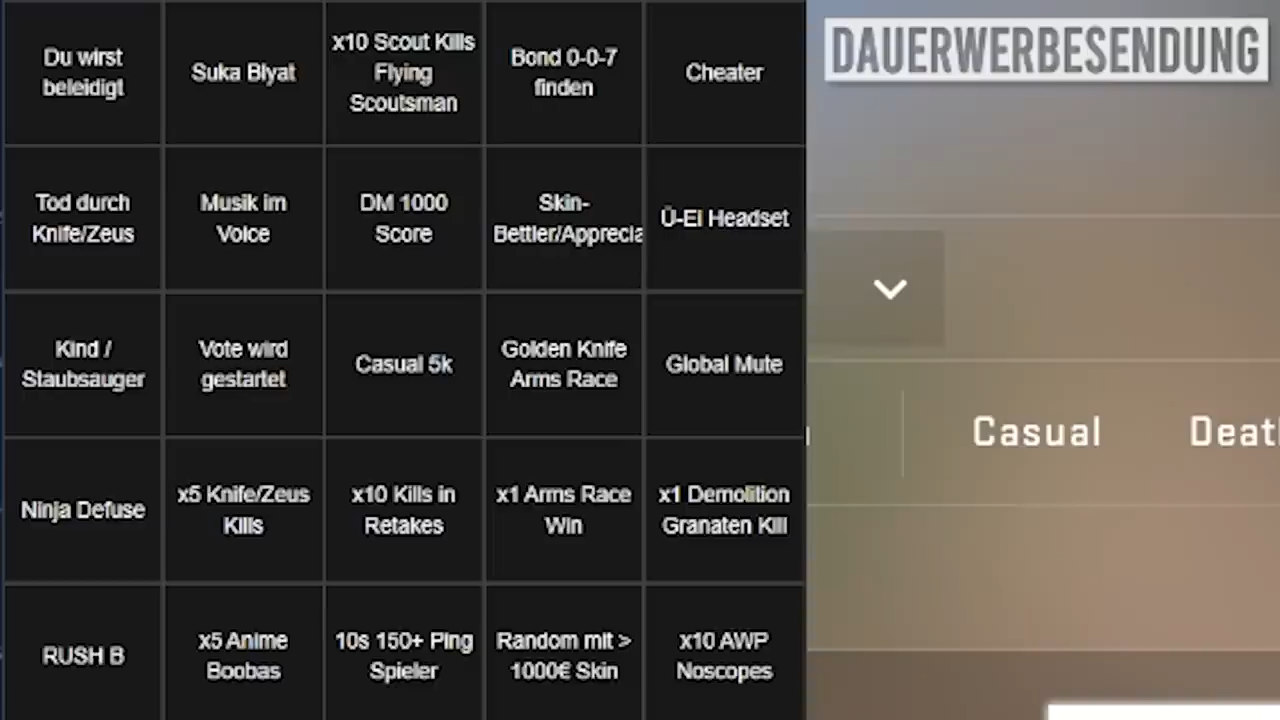 Du wirst
beleidigt
Suka Blyat
x10 Scout Kills
Flying
Scoutsman
Bond 0-0-7
finden
Cheater
DAUERWERBESENDUNG
Tod durch
Knife/Zeus
Musik im
Voice
DM 1000
Score
Skin-
Bettler/Apprecia
Ü-Ei Headset
Kind /
Staubsauger
Vote wird
gestartet
Casual 5k
Golden Knife
Arms Race
Global Mute
Casual
Death
Ninja Defuse
x5 Knife/Zeus
Kills
x10 Kills in
Retakes
x1 Arms Race
Win
x1 Demolition
Granaten Kill
RUSH B
x5 Anime
Boobas
10s 150+ Ping
Spieler
Random mit >
1000€ Skin
x10 AWP
Noscopes